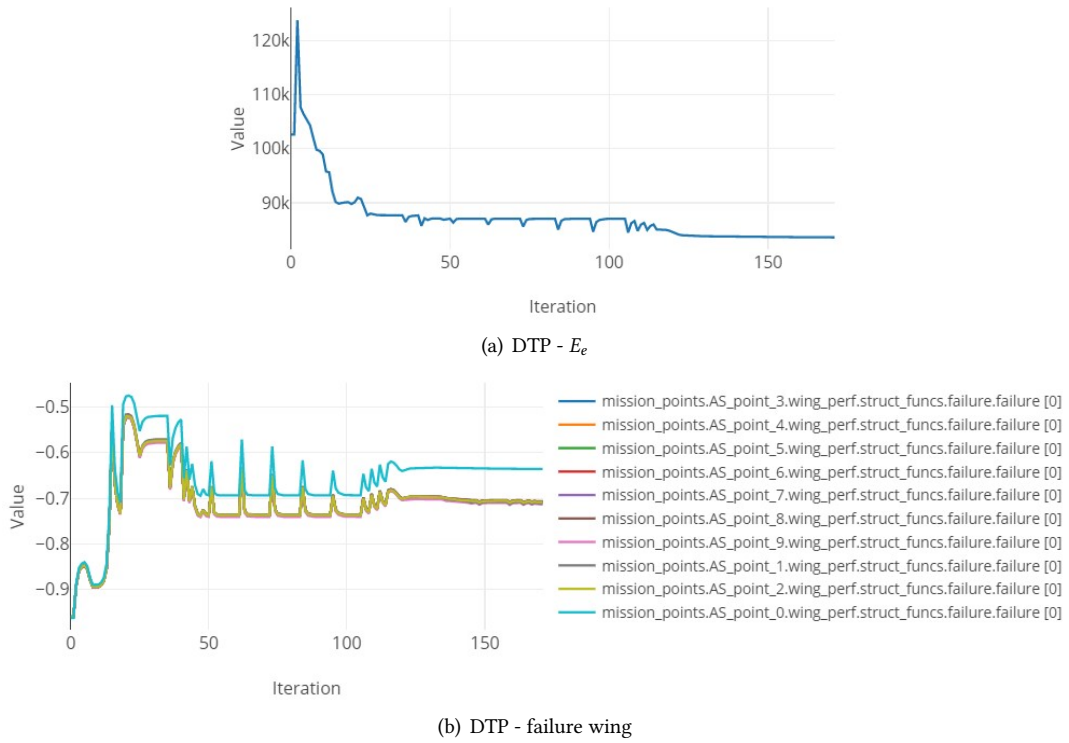 120k
110k
100k
90k
Value
0
50
100
150
Iteration
(a) DTP - Eₑ
−0.5
−0.6
−0.7
−0.8
−0.9
Value
0
50
100
150
Iteration
mission_points.AS_point_3.wing_perf.struct_funcs.failure.failure [0]
mission_points.AS_point_4.wing_perf.struct_funcs.failure.failure [0]
mission_points.AS_point_5.wing_perf.struct_funcs.failure.failure [0]
mission_points.AS_point_6.wing_perf.struct_funcs.failure.failure [0]
mission_points.AS_point_7.wing_perf.struct_funcs.failure.failure [0]
mission_points.AS_point_8.wing_perf.struct_funcs.failure.failure [0]
mission_points.AS_point_9.wing_perf.struct_funcs.failure.failure [0]
mission_points.AS_point_1.wing_perf.struct_funcs.failure.failure [0]
mission_points.AS_point_2.wing_perf.struct_funcs.failure.failure [0]
mission_points.AS_point_0.wing_perf.struct_funcs.failure.failure [0]
(b) DTP - failure wing